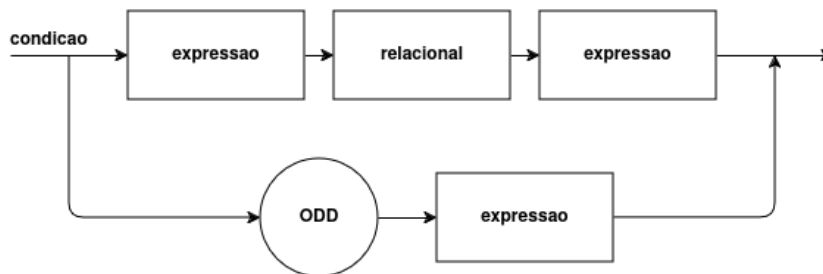 condicao
expressao
relacional
expressao
ODD
expressao